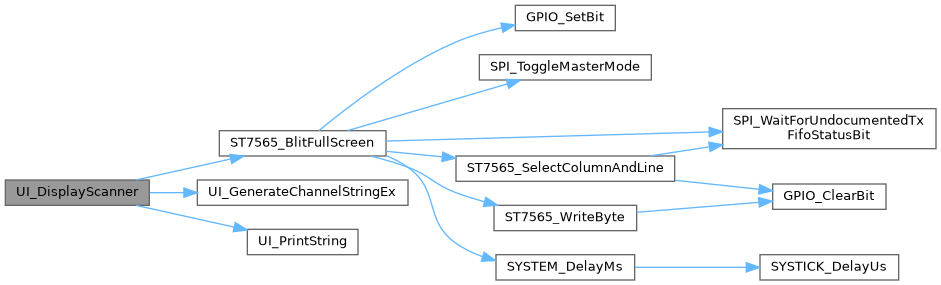 GPIO_SetBit
SPI_ToggleMasterMode
SPI_WaitForUndocumentedTx
FifoStatusBit
ST7565_BlitFullScreen
ST7565_SelectColumnAndLine
UI_DisplayScanner
UI_GenerateChannelStringEx
GPIO_ClearBit
ST7565_WriteByte
UI_PrintString
SYSTEM_DelayMs
SYSTICK_DelayUs